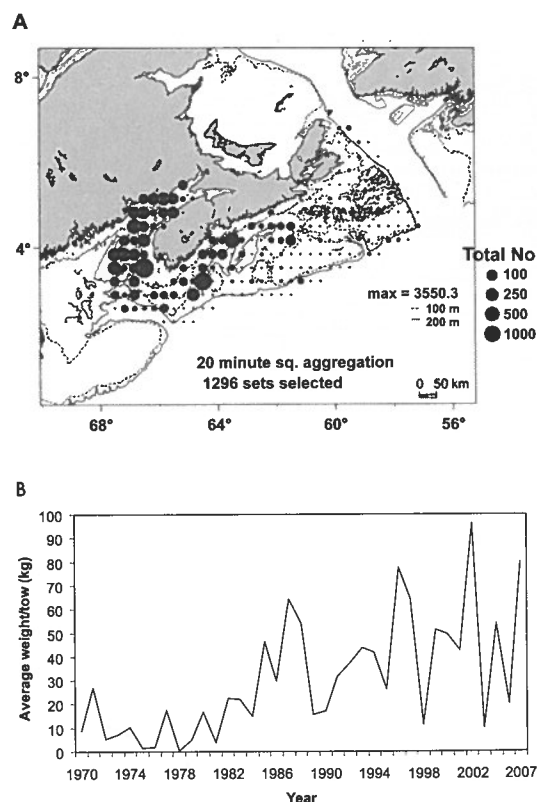 A
8°
4°
Total No
100
250
500
1000
max = 3550.3
100 m
200 m
20 minute sq. aggregation
1296 sets selected
0 50 km
68° 64° 60° 56°
B
Average weight/tow (kg)
100
90
80
70
60
50
40
30
20
10
0
1970 1974 1978 1982 1986 1990 1994 1998 2002 2007
Year